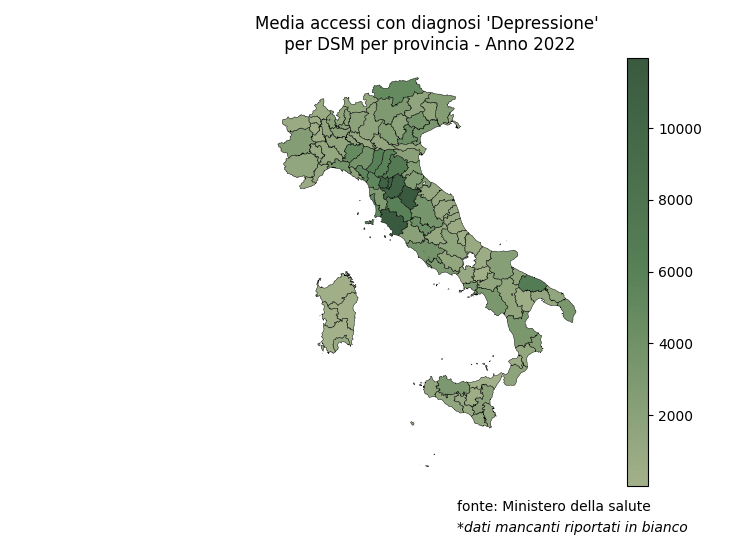 Media accessi con diagnosi 'Depressione'
per DSM per provincia - Anno 2022
10000
8000
6000
4000
2000
fonte: Ministero della salute
*dati mancanti riportati in bianco